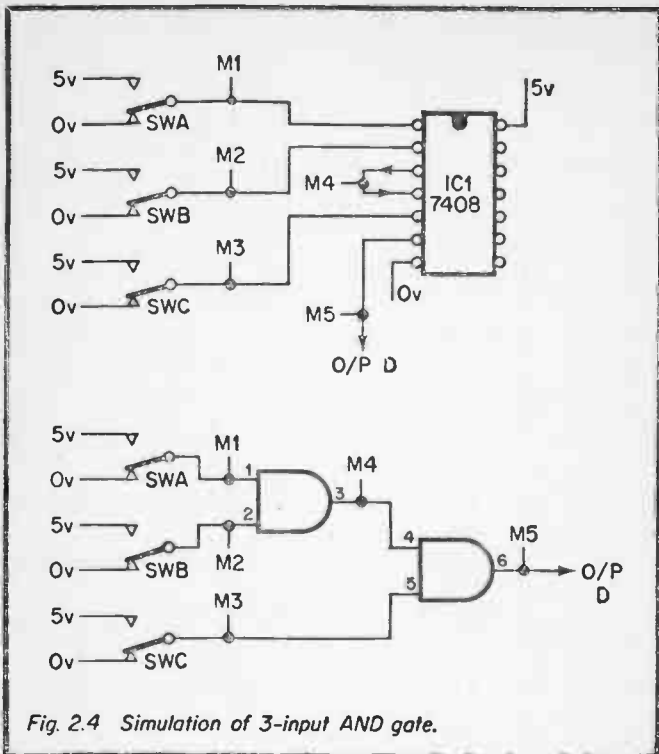 M1
5v
5v
0v
SWA
M2
5v
M4
IC1
7408
0v
SWB
M3
5v
0v
SWC
0v
M5
O/P D
5v
M1
M4
0v
SWA
1
3
5v
2
4
M5
0v
SWB
M2
6
O/P
D
5v
M3
5
0v
SWC
Fig. 2.4 Simulation of 3-input AND gate.